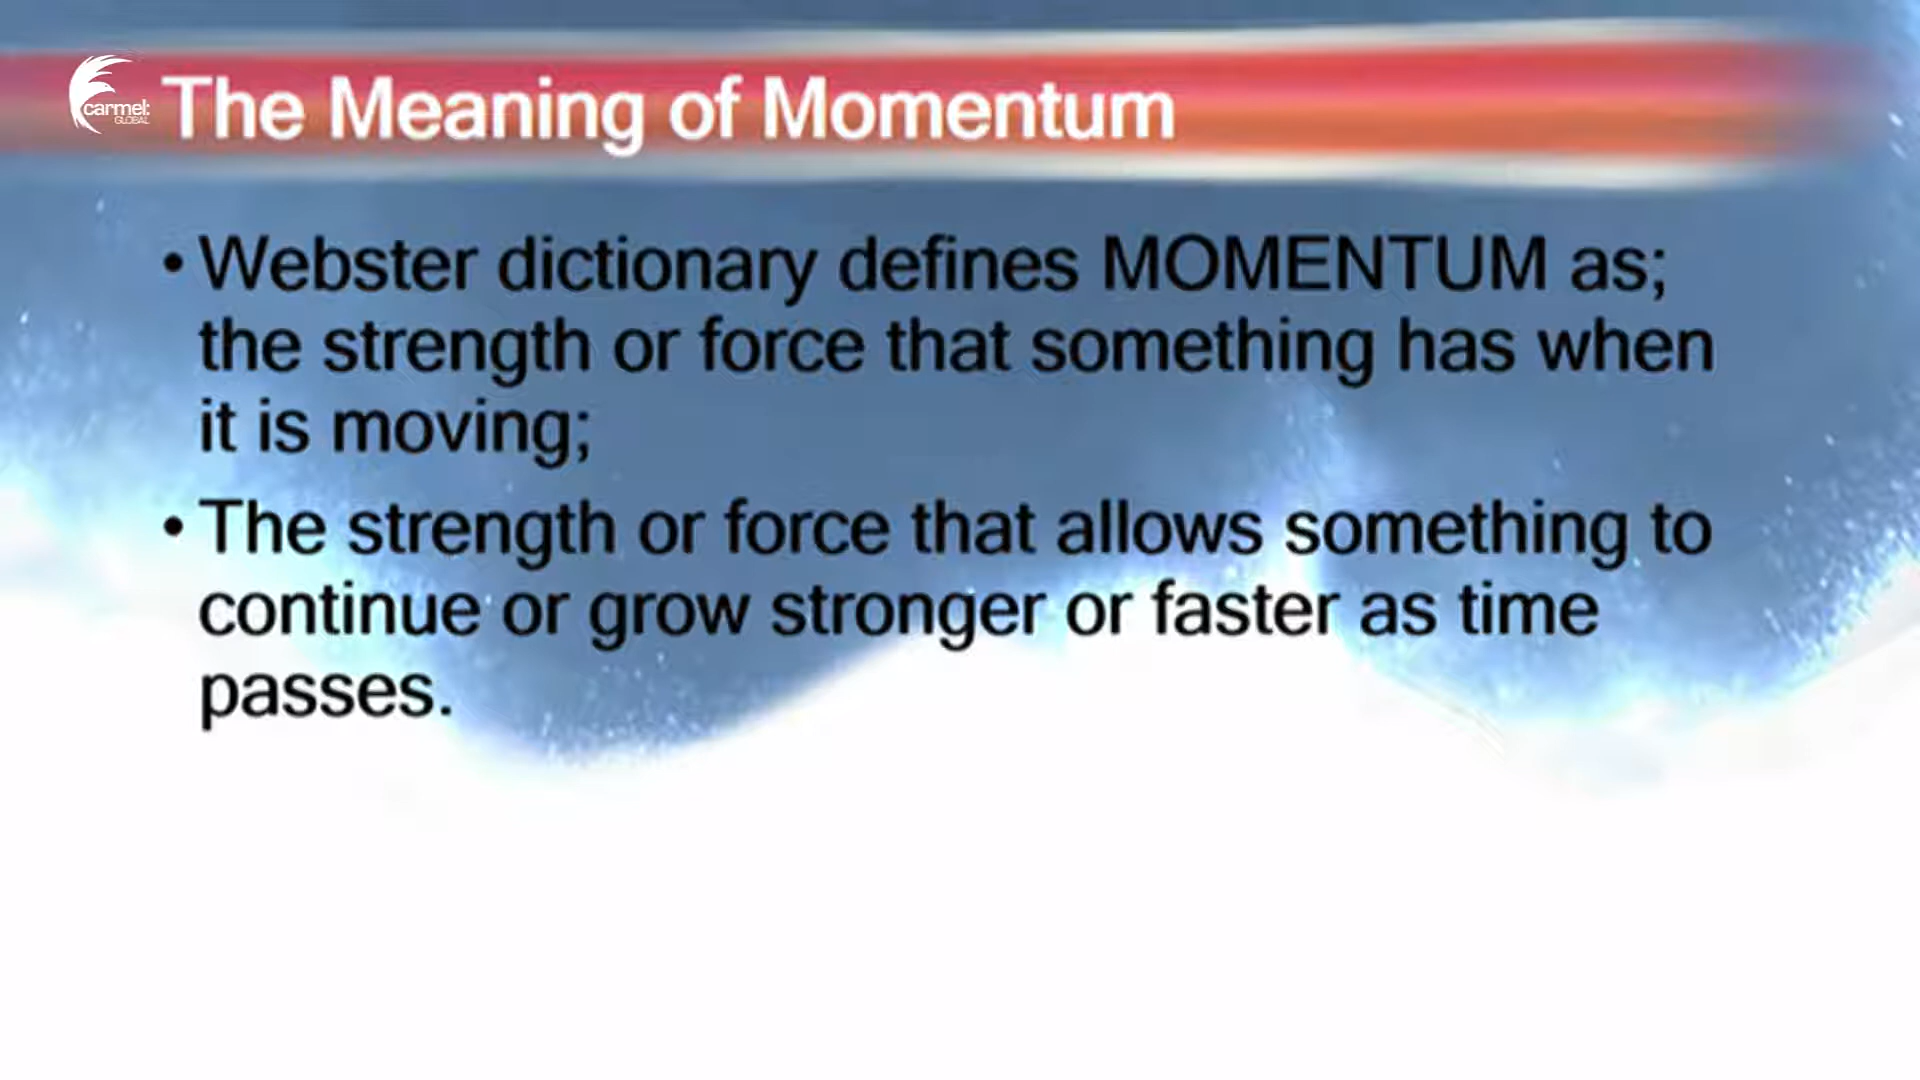 carmel:
GLOBAL
The Meaning of Momentum
• Webster dictionary defines MOMENTUM as;
the strength or force that something has when
it is moving;
• The strength or force that allows something to
continue or grow stronger or faster as time
passes.